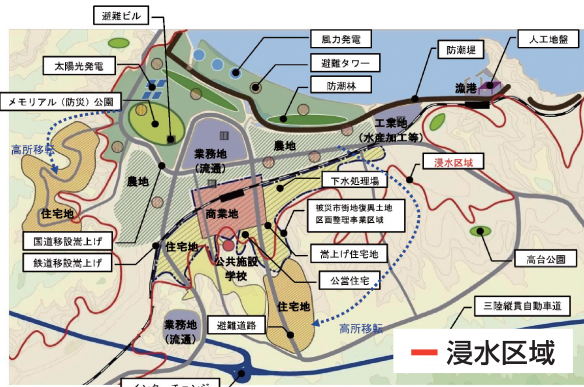 避難ビル
風力発電
人工地盤
太陽光発電
避難タワー
防潮堤
メモリアル（防災）公園
防潮林
漁港
工業地
（水産加工等）
高所移転
業務地
（流通）
農地
浸水区域
農地
下水処理場
住宅地
商業地
被災市街地復興土地
区画整理事業区域
国道移設嵩上げ
住宅地
嵩上げ住宅地
高台公園
鉄道移設嵩上げ
公共施設
学校
公営住宅
住宅地
三陸縦貫自動車道
業務地
（流通）
避難道路
高所移転
浸水区域
インターチェンジ